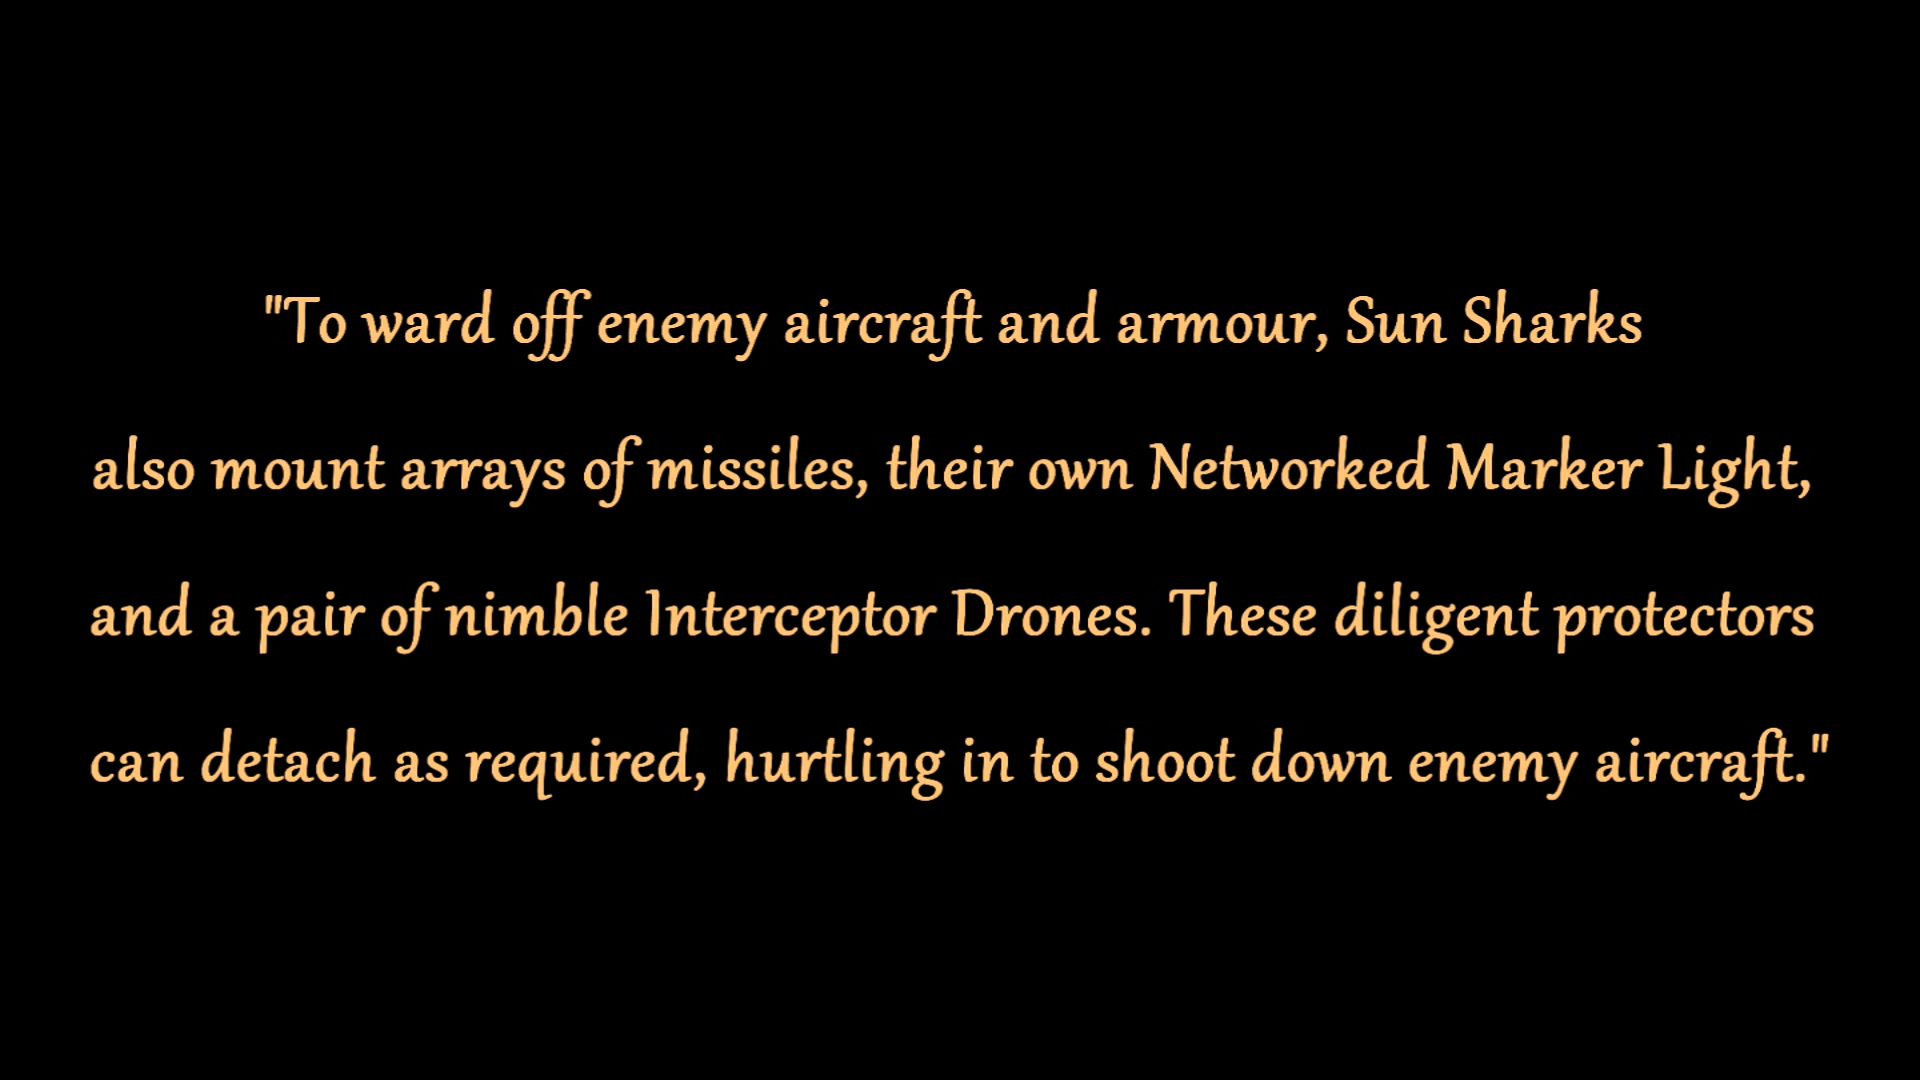 "To ward off enemy aircraft and armour, Sun Sharks
also mount arrays of missiles, their own Networked Marker Light,
and a pair of nimble Interceptor Drones. These diligent protectors
can detach as required, hurtling in to shoot down enemy aircraft."